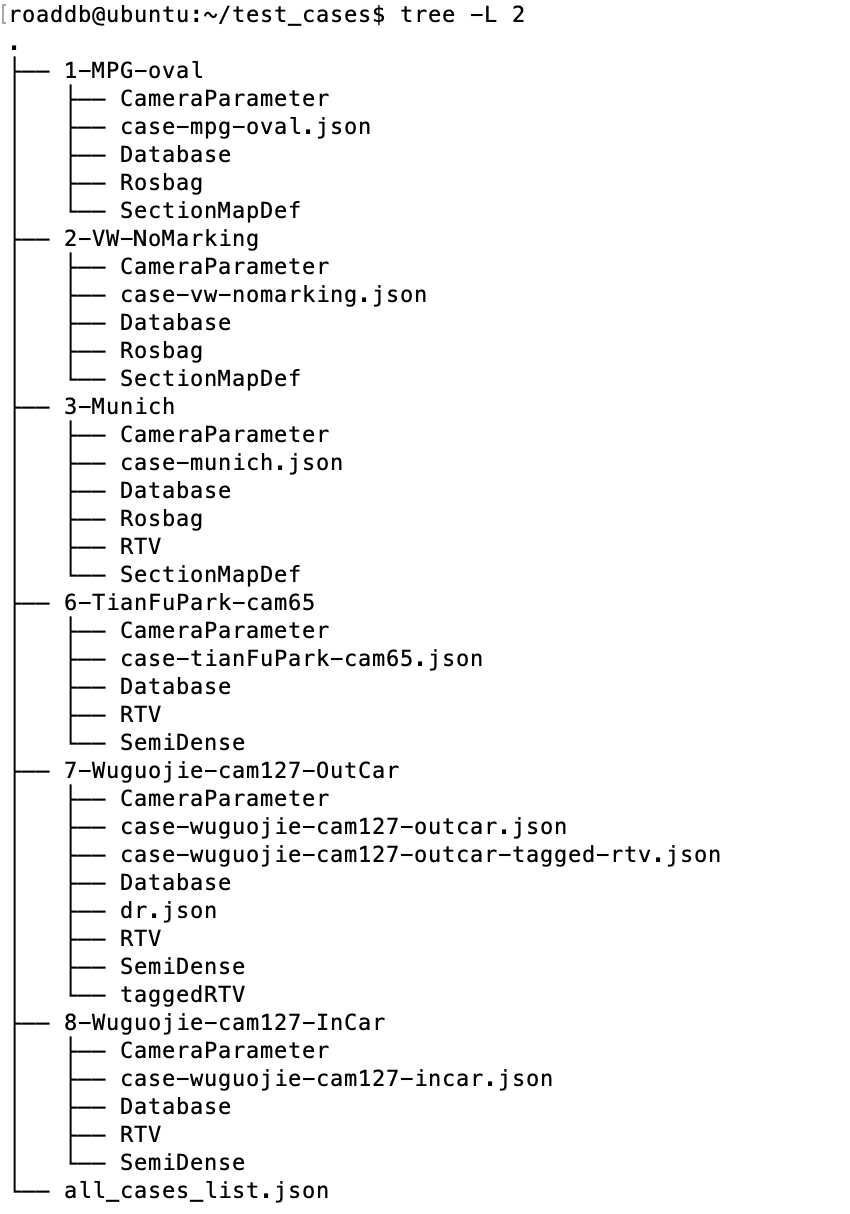 [roaddb@ubuntu:~/test_cases$ tree -L 2
.
├── 1-MPG-oval
│   ├── CameraParameter
│   ├── case-mpg-oval.json
│   ├── Database
│   ├── Rosbag
│   └── SectionMapDef
├── 2-VW-NoMarking
│   ├── CameraParameter
│   ├── case-vw-nomarking.json
│   ├── Database
│   ├── Rosbag
│   └── SectionMapDef
├── 3-Munich
│   ├── CameraParameter
│   ├── case-munich.json
│   ├── Database
│   ├── Rosbag
│   ├── RTV
│   └── SectionMapDef
├── 6-TianFuPark-cam65
│   ├── CameraParameter
│   ├── case-tianFuPark-cam65.json
│   ├── Database
│   ├── RTV
│   └── SemiDense
├── 7-Wuguojie-cam127-OutCar
│   ├── CameraParameter
│   ├── case-wuguojie-cam127-outcar.json
│   ├── case-wuguojie-cam127-outcar-tagged-rtv.json
│   ├── Database
│   ├── dr.json
│   ├── RTV
│   ├── SemiDense
│   └── taggedRTV
├── 8-Wuguojie-cam127-InCar
│   ├── CameraParameter
│   ├── case-wuguojie-cam127-incar.json
│   ├── Database
│   ├── RTV
│   └── SemiDense
└── all_cases_list.json